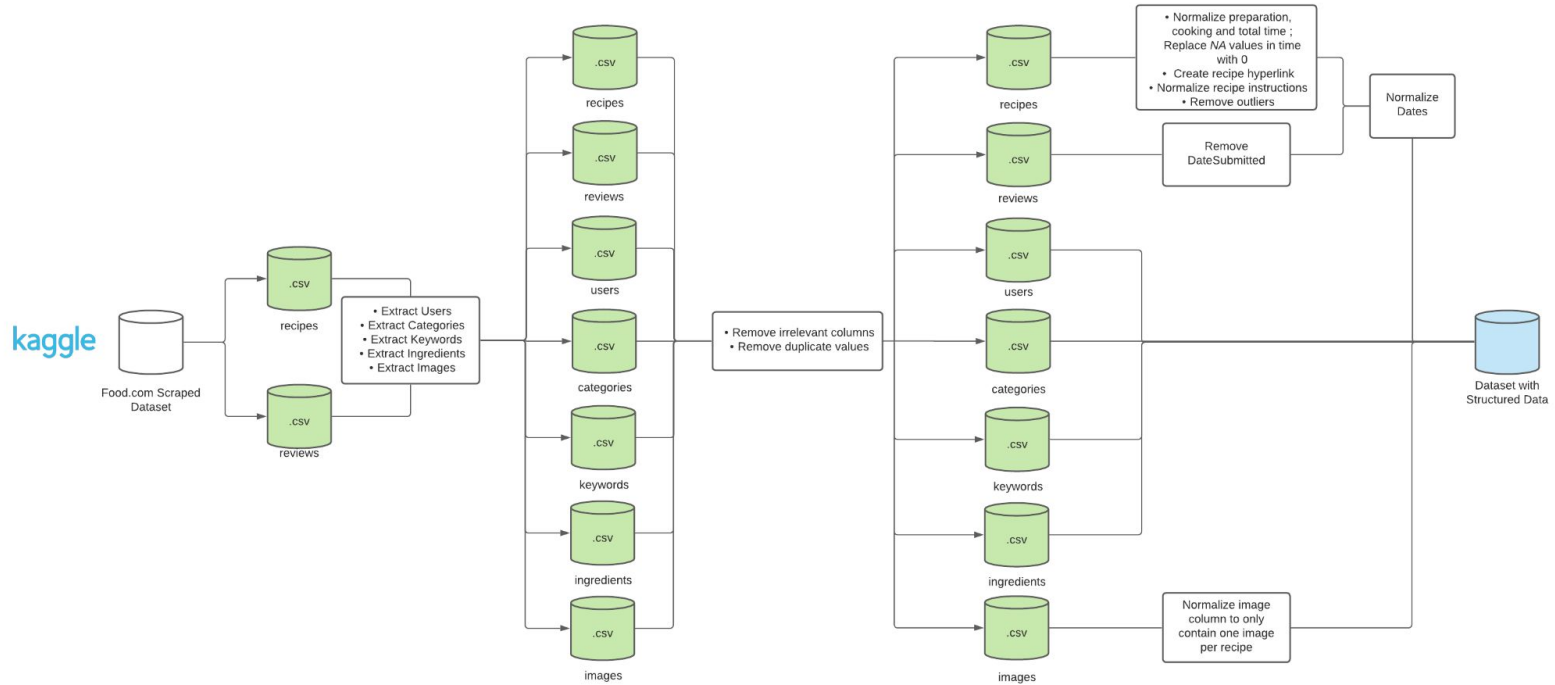 kaggle
Food.com Scraped
Dataset
.csv
recipes
.csv
reviews
• Extract Users
• Extract Categories
• Extract Keywords
• Extract Ingredients
• Extract Images
.csv
recipes
.csv
reviews
.csv
users
.csv
categories
.csv
keywords
.csv
ingredients
.csv
images
• Remove irrelevant columns
• Remove duplicate values
.csv
recipes
.csv
reviews
.csv
users
.csv
categories
.csv
keywords
.csv
ingredients
.csv
images
• Normalize preparation,
cooking and total time ;
Replace NA values in time
with 0
• Create recipe hyperlink
• Normalize recipe instructions
• Remove outliers
Remove
DateSubmitted
Normalize
Dates
Normalize image
column to only
contain one image
per recipe
Dataset with
Structured Data